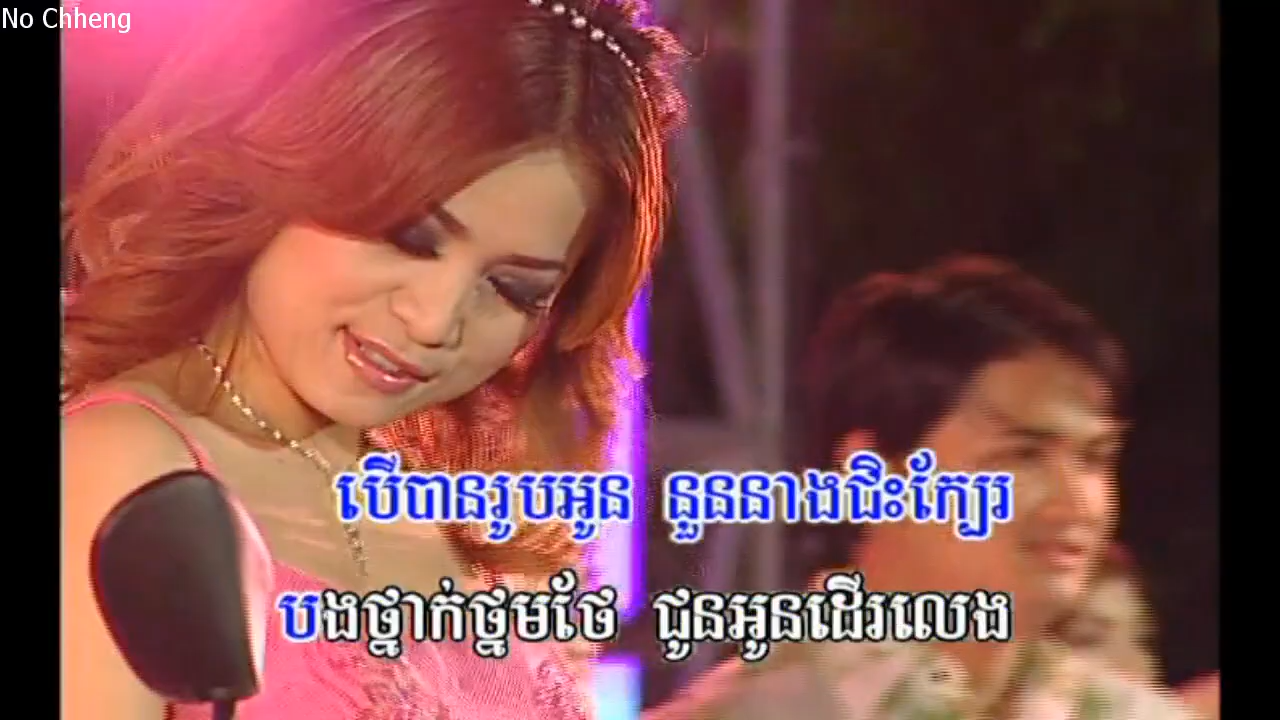 No Chheng
បើបានរូបអូន នួននាងជិះក្បែរ
បងថ្នាក់ថ្នមថែ ជូនអូនដើរលេង